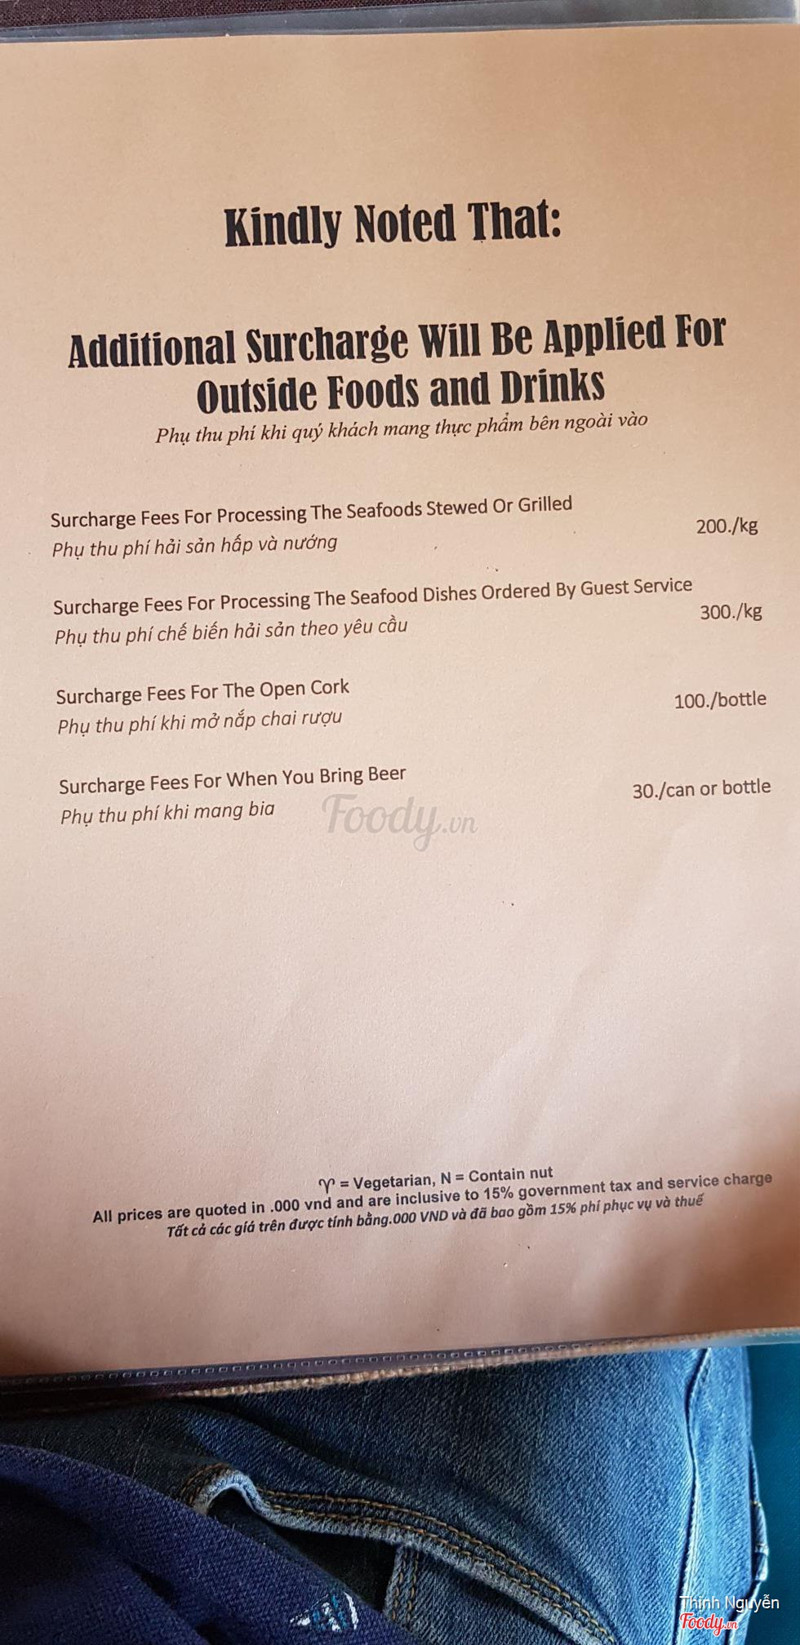 Kindly Noted That:
Additional Surcharge Will Be Applied For
Outside Foods and Drinks
Phụ thu phí khi quý khách mang thực phẩm bên ngoài vào
Surcharge Fees For Processing The Seafoods Stewed Or Grilled
200./kg
Phụ thu phí hải sản hấp và nướng
Surcharge Fees For Processing The Seafood Dishes Ordered By Guest Service
300./kg
Phụ thu phí chế biến hải sản theo yêu cầu
Surcharge Fees For The Open Cork
100./bottle
Phụ thu phí khi mở nắp chai rượu
Surcharge Fees For When You Bring Beer
30./can or bottle
Phụ thu phí khi mang bia
Foody.vn
♈ = Vegetarian, N = Contain nut
All prices are quoted in .000 vnd and are inclusive to 15% government tax and service charge
Tất cả các giá trên được tính bằng.000 VND và đã bao gồm 15% phí phục vụ và thuế
Thịnh Nguyễn
Foody.vn